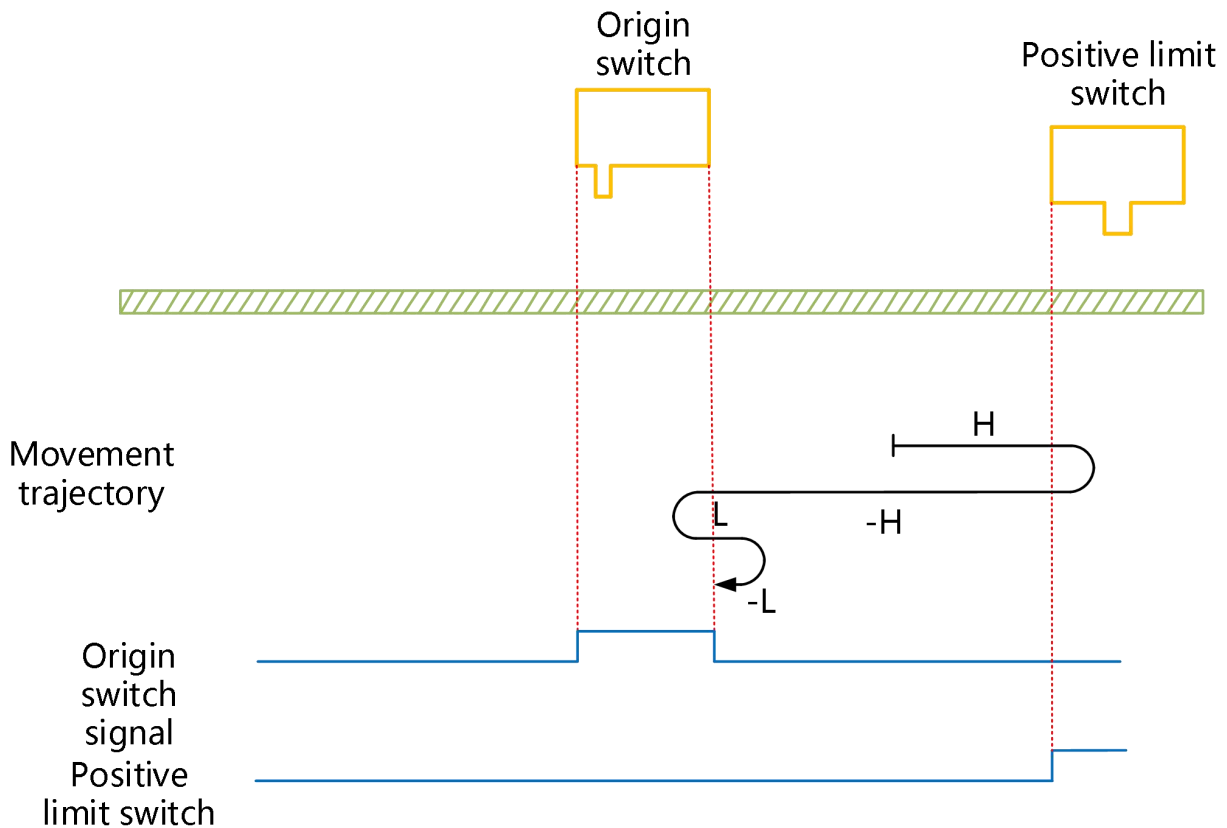 Origin
switch
Positive limit
switch
Movement
trajectory
H
L
-H
-L
Origin
switch
signal
Positive
limit switch